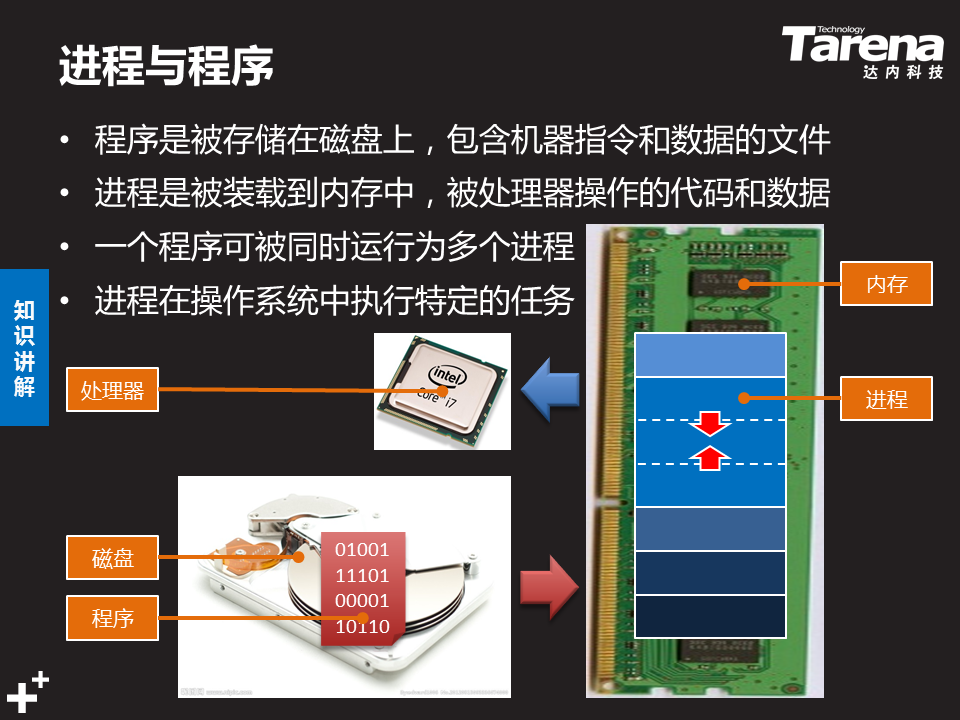 进程与程序
Technology
Tarena
达内科技
• 程序是被存储在磁盘上，包含机器指令和数据的文件
• 进程是被装载到内存中，被处理器操作的代码和数据
• 一个程序可被同时运行为多个进程
• 进程在操作系统中执行特定的任务
知识讲解
内存
处理器
intel
Core i7
进程
磁盘
程序
01001
11101
00001
10110